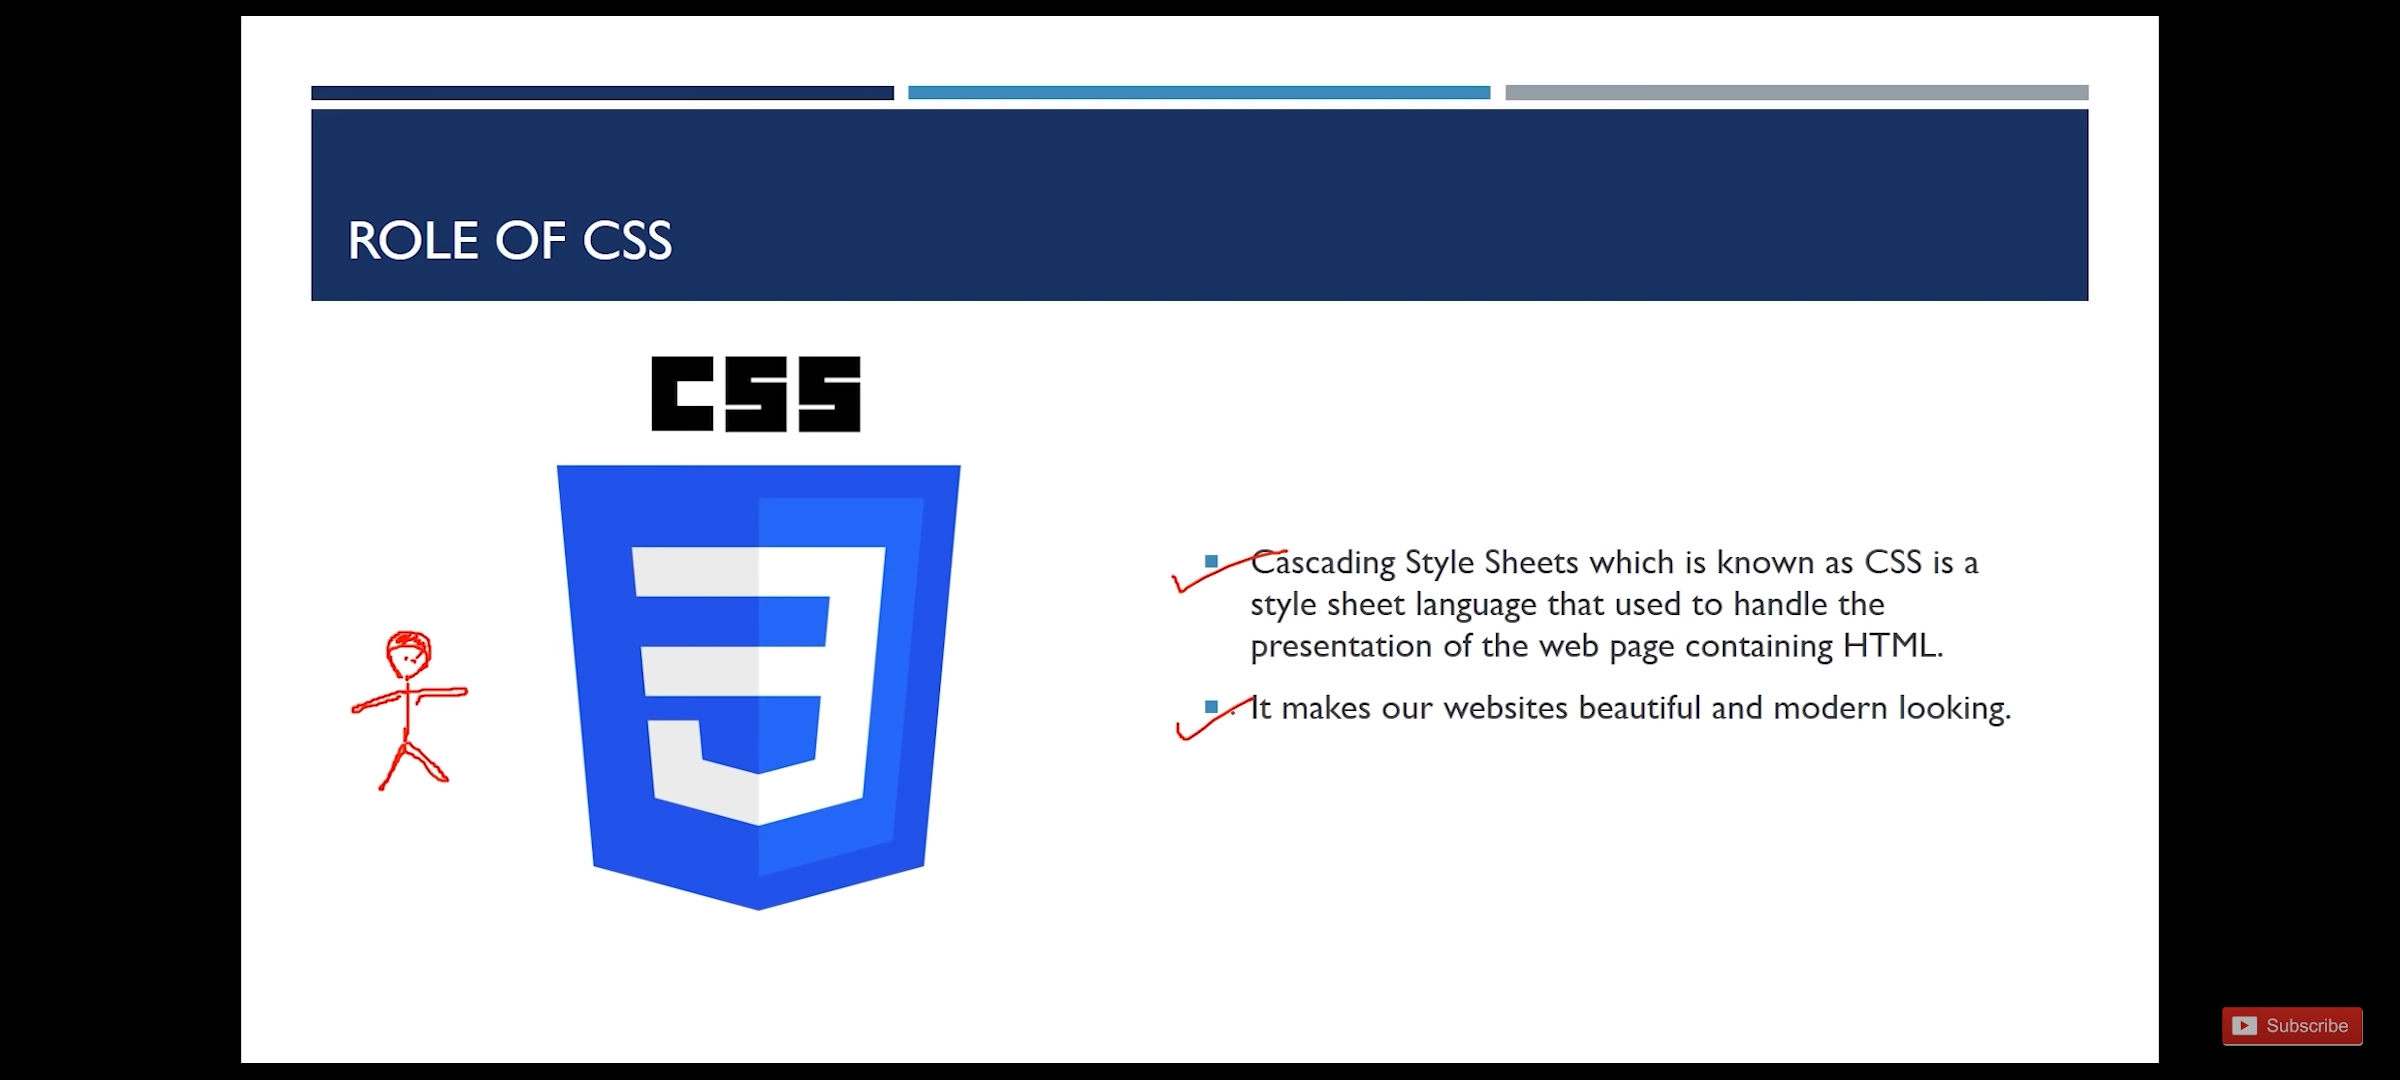 ROLE OF CSS
CSS
Cascading Style Sheets which is known as CSS is a
style sheet language that used to handle the
presentation of the web page containing HTML.
It makes our websites beautiful and modern looking.
Subscribe